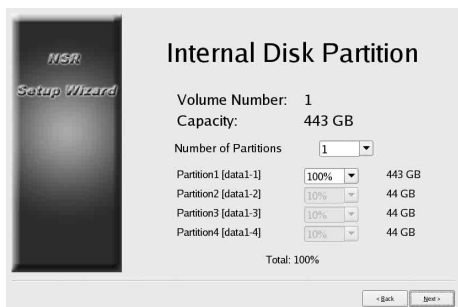 NSR
Setup Wizard
Internal Disk Partition
Volume Number: 1
Capacity: 443 GB
Number of Partitions 1
Partition1 [data1-1] 100% 443 GB
Partition2 [data1-2] 10% 44 GB
Partition3 [data1-3] 10% 44 GB
Partition4 [data1-4] 10% 44 GB
Total: 100%
< Back Next >